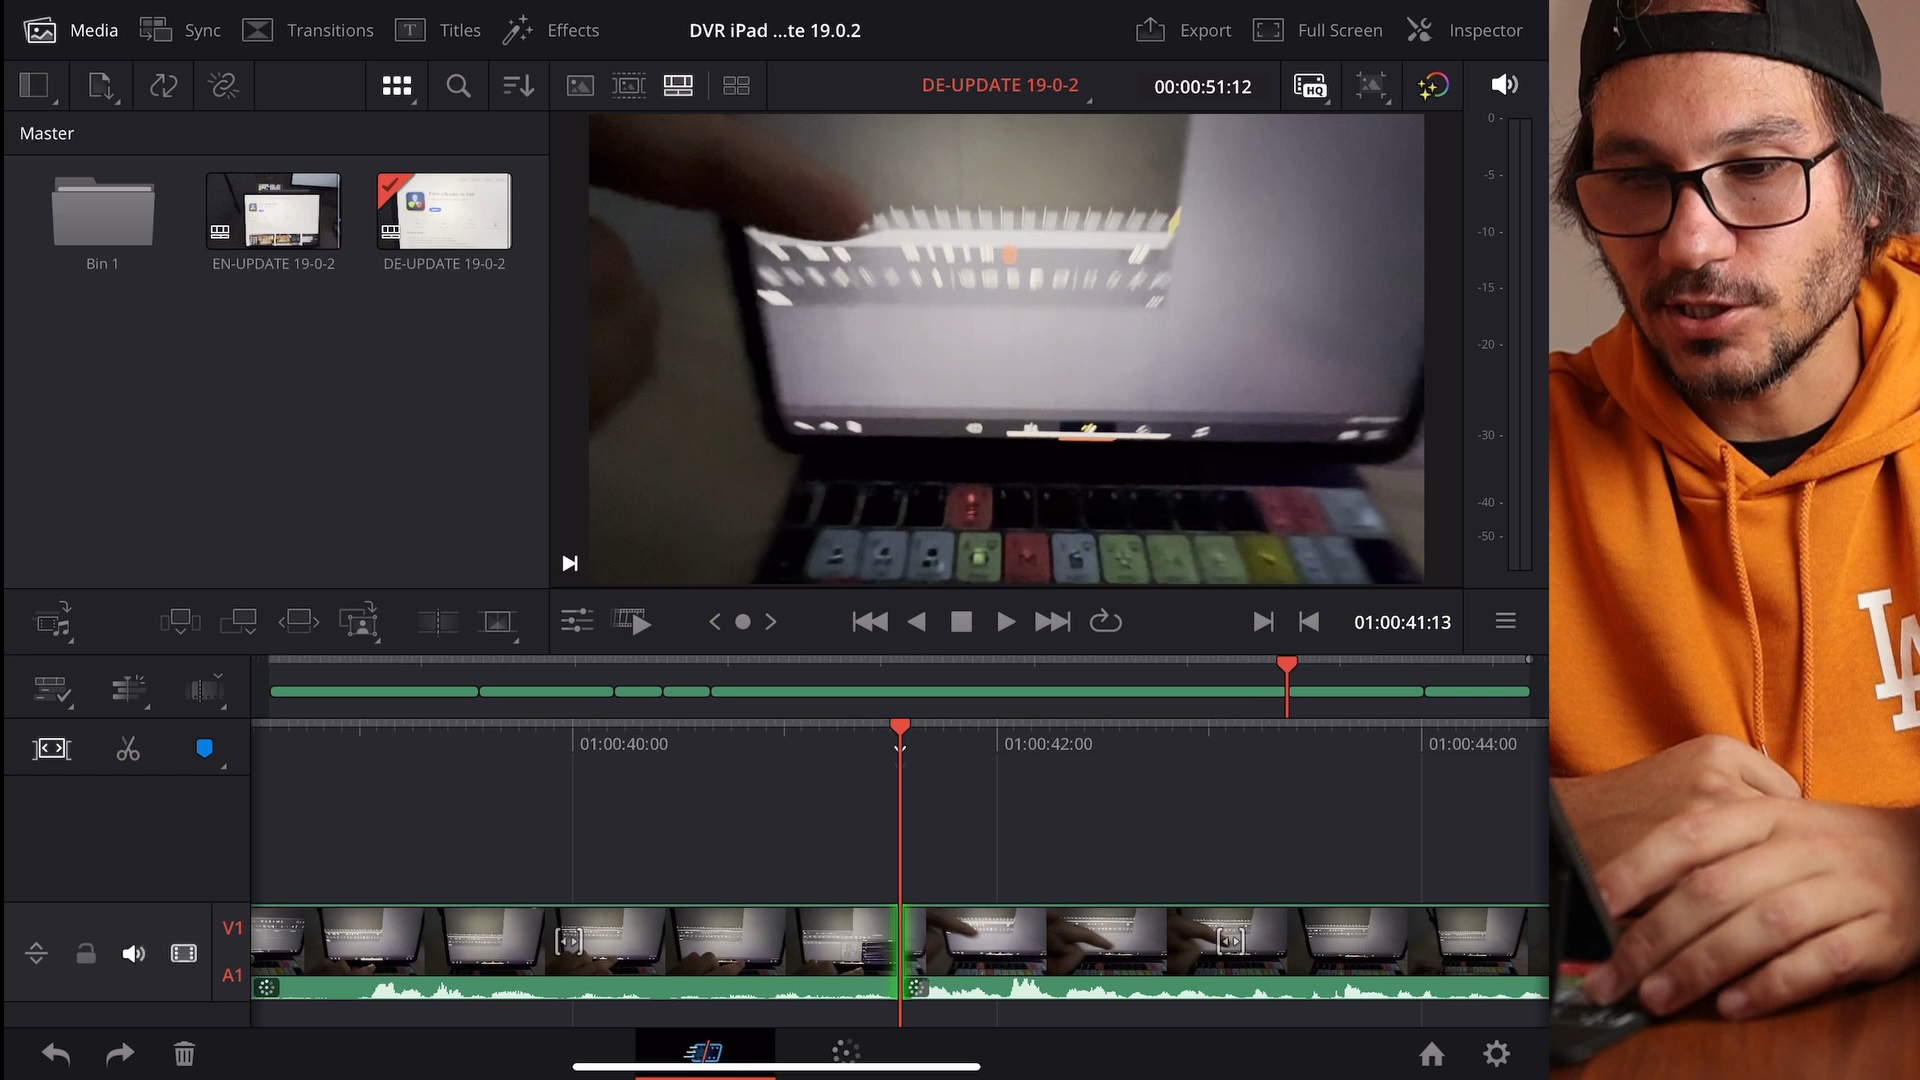 Media
Sync
Transitions
T
Titles
Effects
DVR iPad ...te 19.0.2
Export
Full Screen
Inspector
DE-UPDATE 19-0-2
00:00:51:12
HQ
Master
Bin 1
EN-UPDATE 19-0-2
DE-UPDATE 19-0-2
0
-5
-10
-15
-20
-30
-40
-50
01:00:41:13
01:00:40:00
01:00:42:00
01:00:44:00
V1
A1
LA